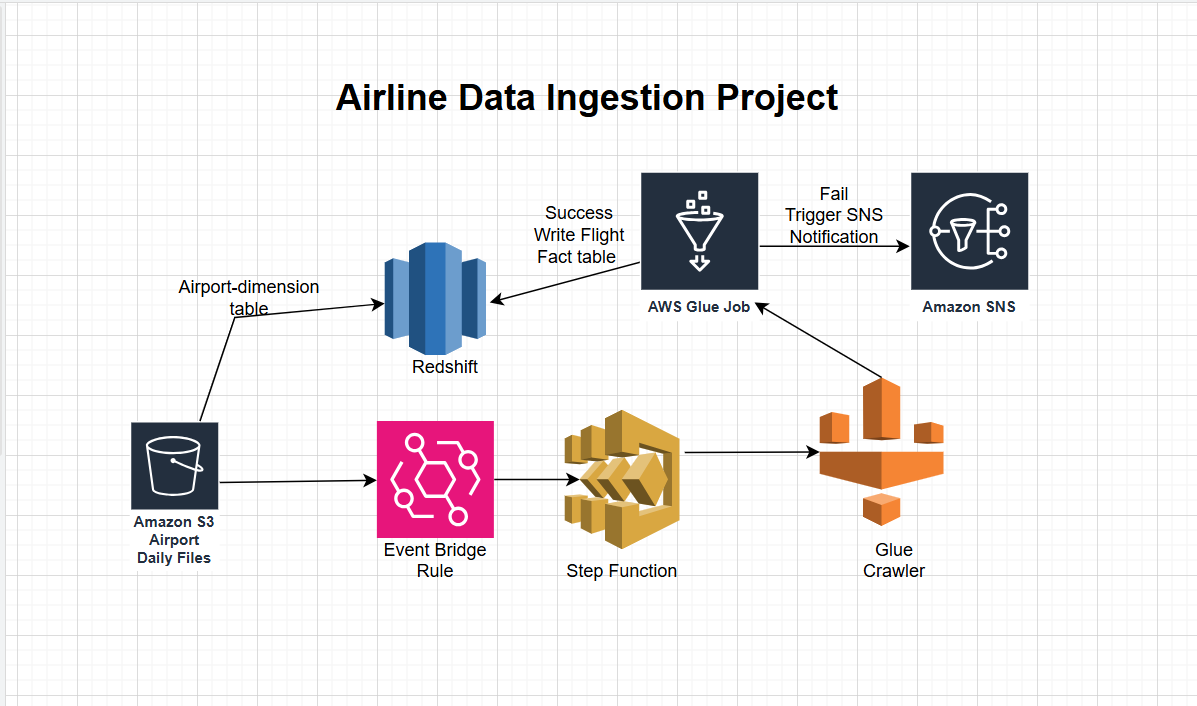 Airline Data Ingestion Project
Success
Write Flight
Fact table
Fail
Trigger SNS
Notification
AWS Glue Job
Amazon SNS
Airport-dimension
table
Redshift
Amazon S3
Airport
Daily Files
Event Bridge
Rule
Step Function
Glue
Crawler